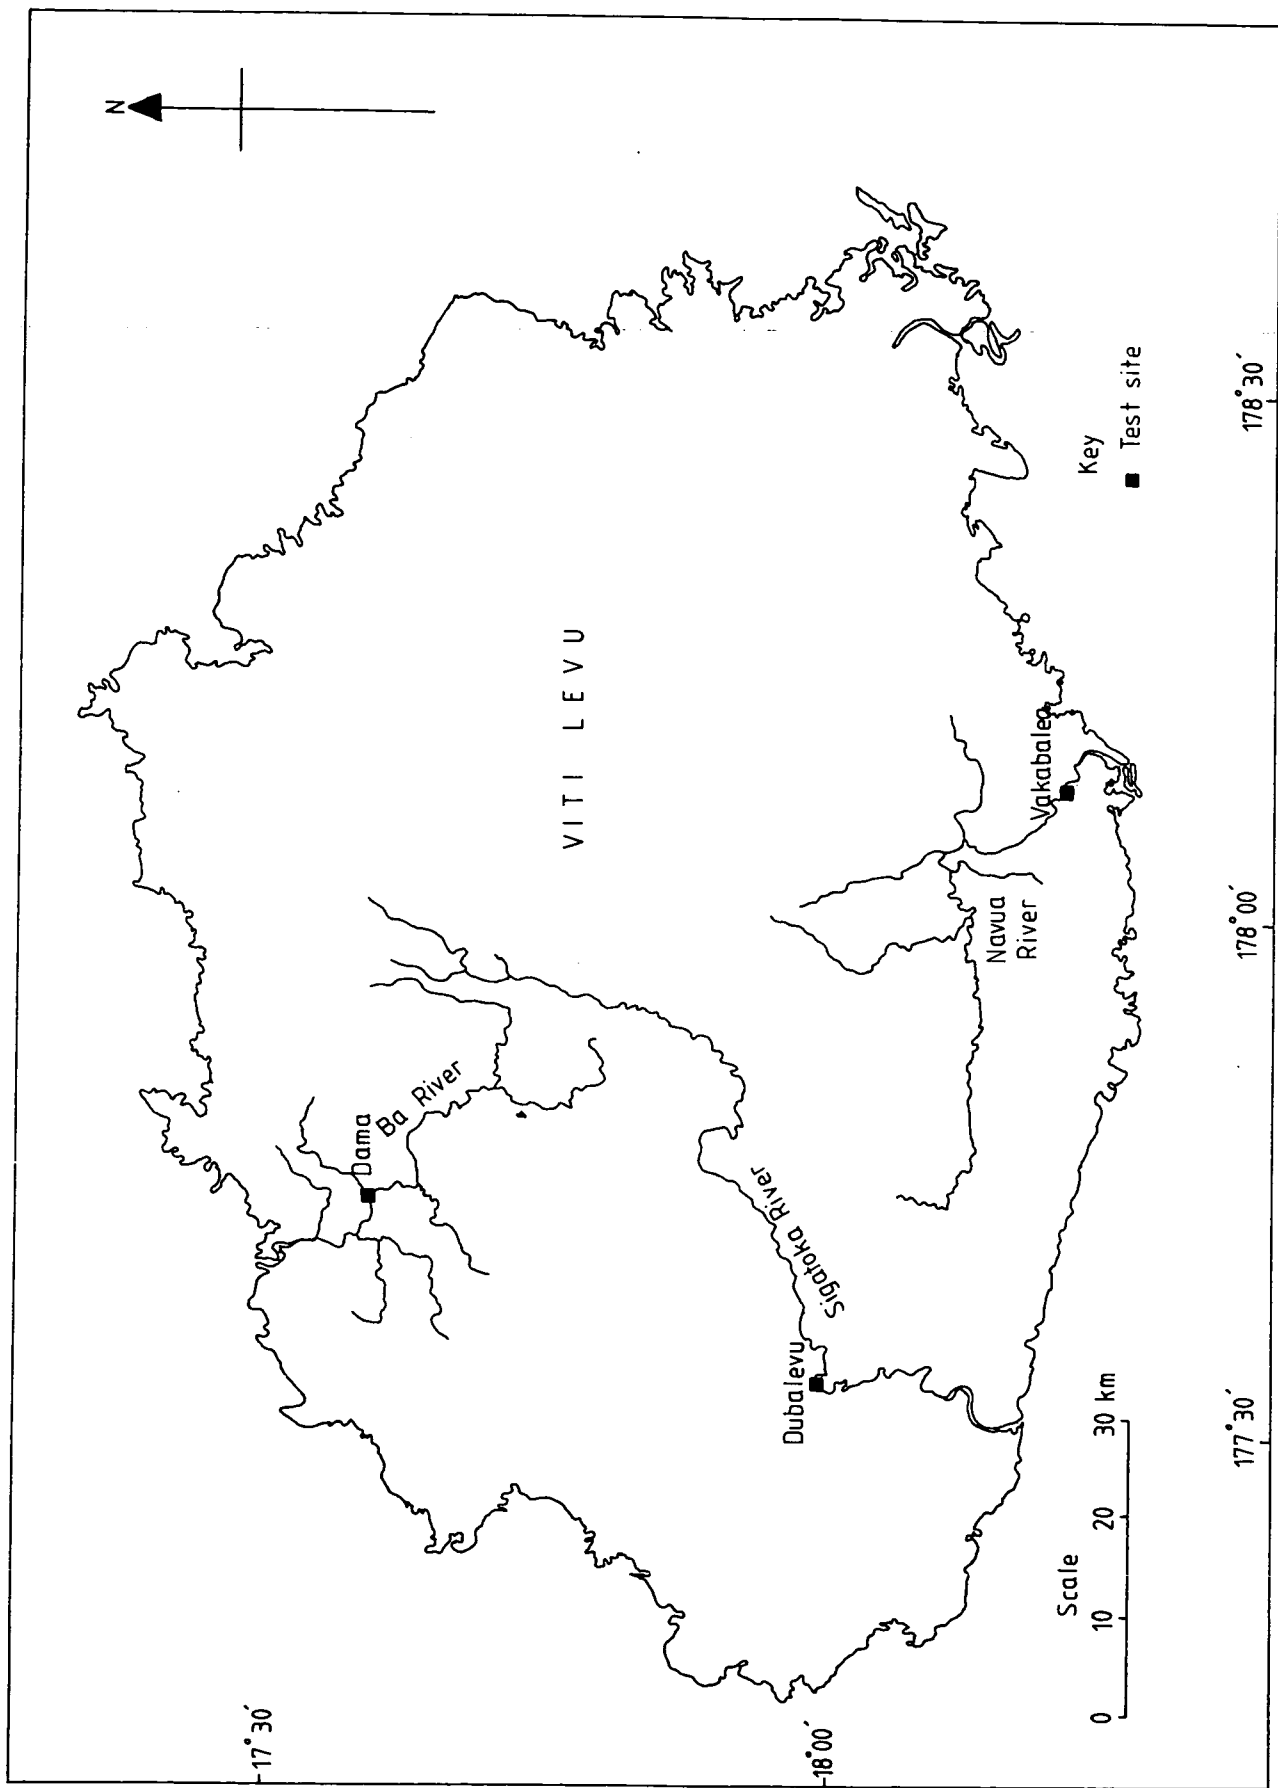 N
VITI LEVU
Dama
Ba River
Sigatoka River
Dubalevu
Navua
River
Vakabalea
Key
■ Test site
Scale
0 10 20 30 km
17°30´
18°00´
177°30´
178°00´
178°30´